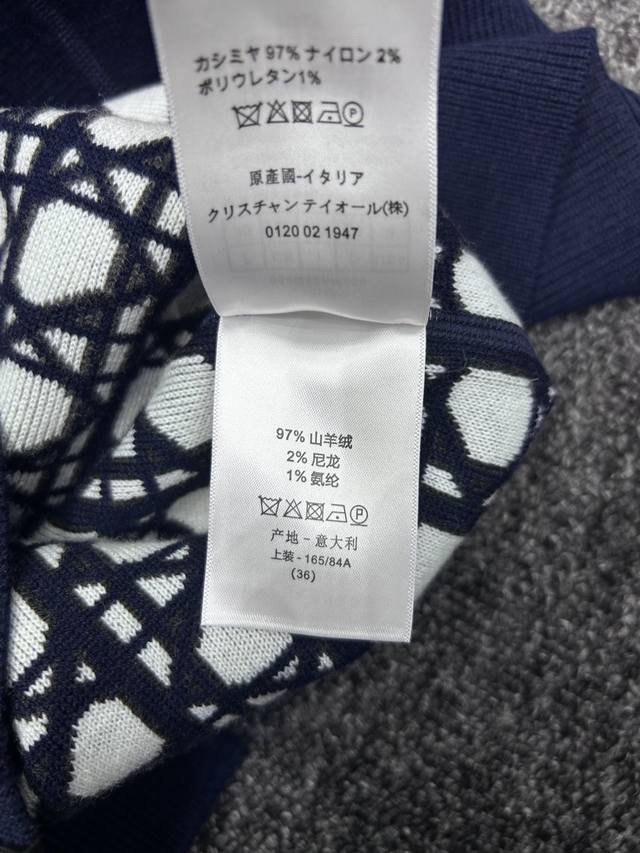 カシミヤ 97% ナイロン 2%
ポリウレタン1%
P
原産國-イタリア
クリスチャン テイオール(株)
0120 02 1947
97% 山羊绒
2% 尼龙
1% 氨纶
P
产地 - 意大利
上装 - 165/84A
(36)